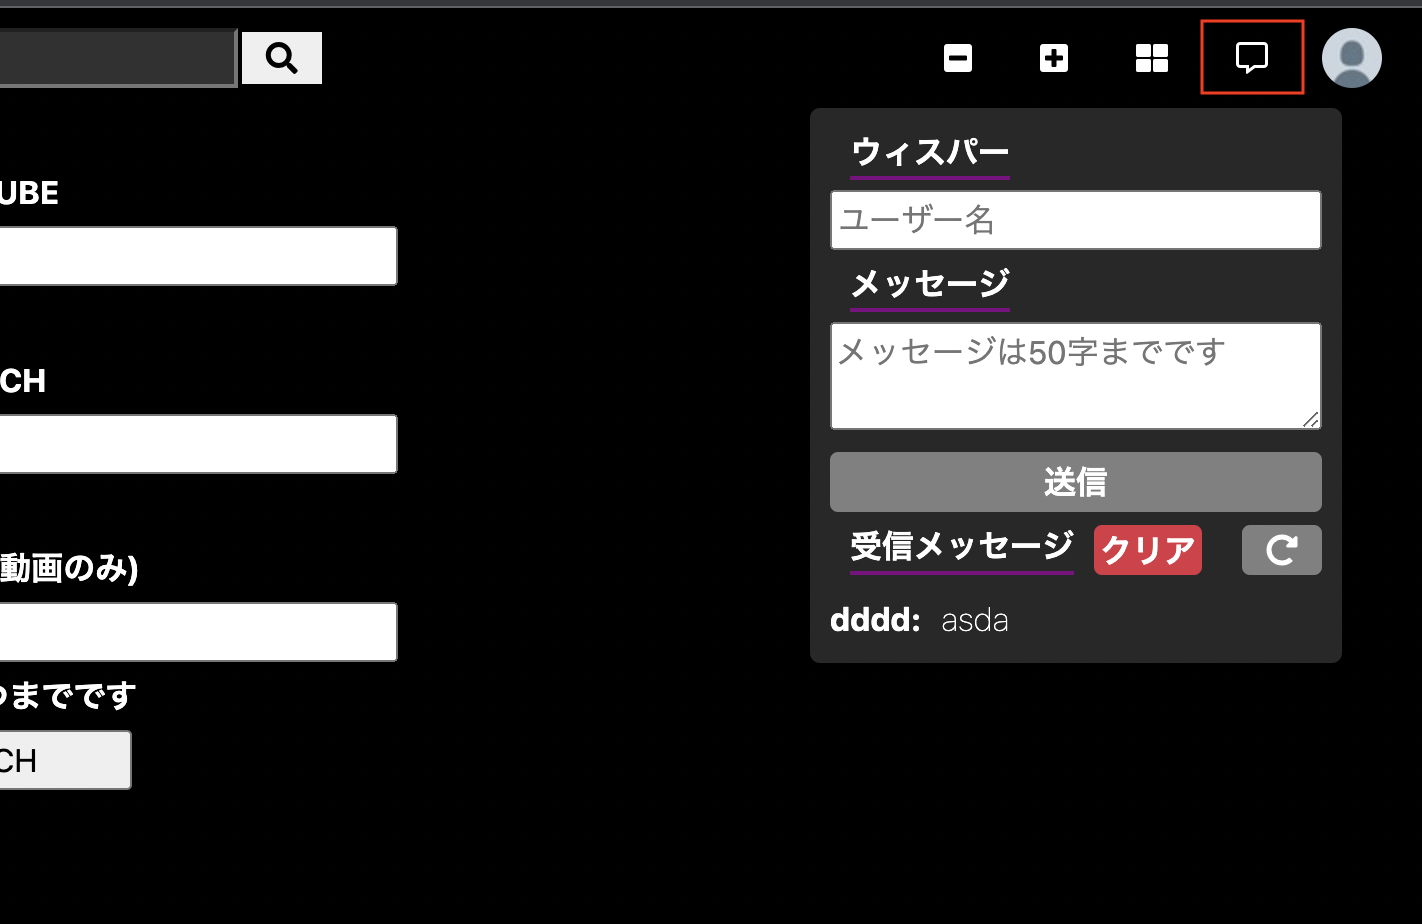 UBE
CH
動画のみ)
つまでです
CH
ウィスパー
ユーザー名
メッセージ
メッセージは50字までです
送信
受信メッセージ クリア
dddd: asda